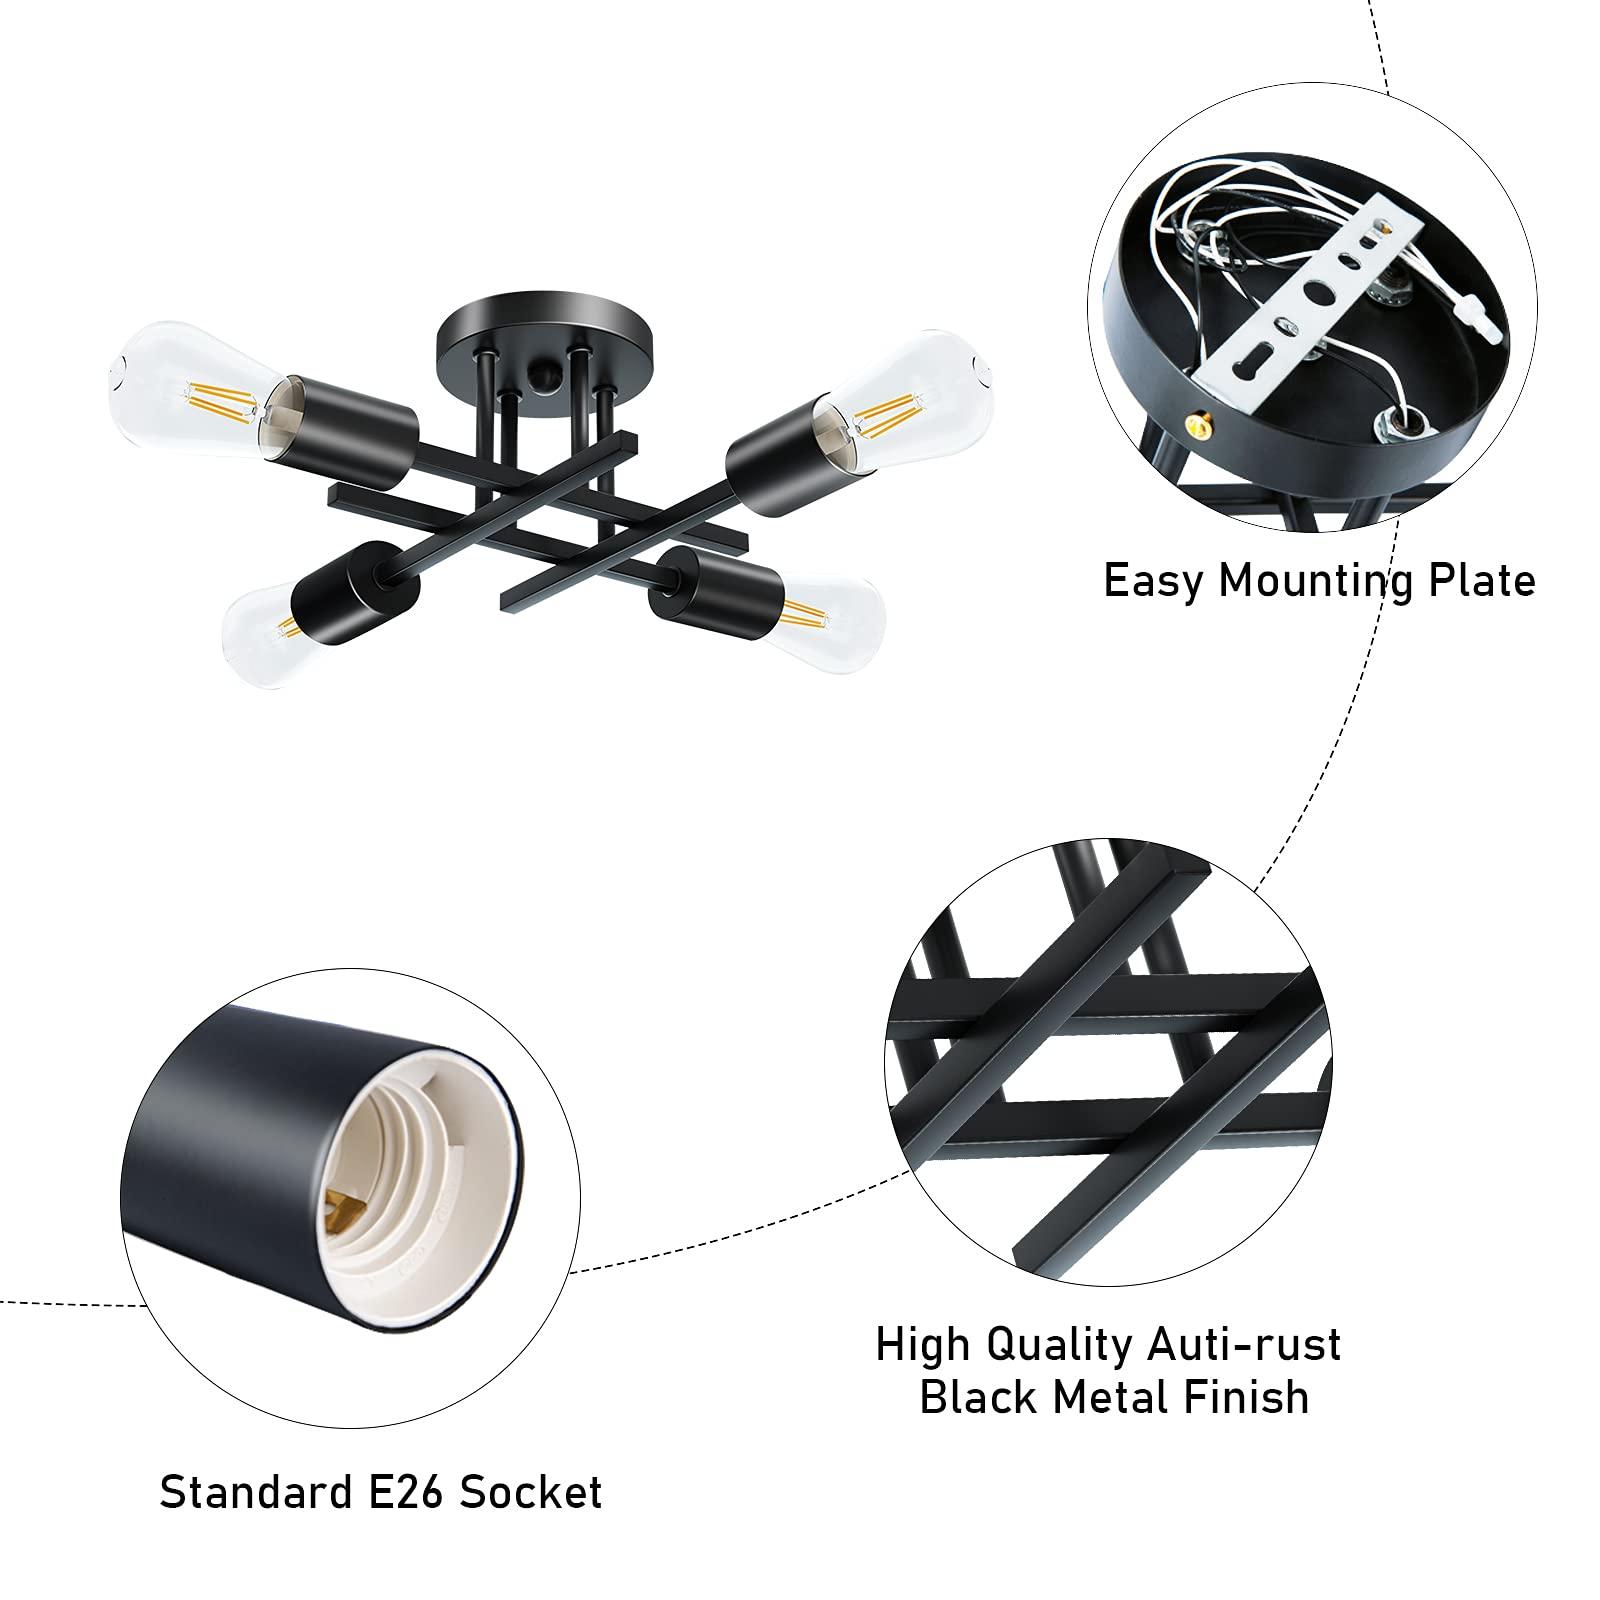 Easy Mounting Plate
High Quality Auti-rust
Black Metal Finish
Standard E26 Socket